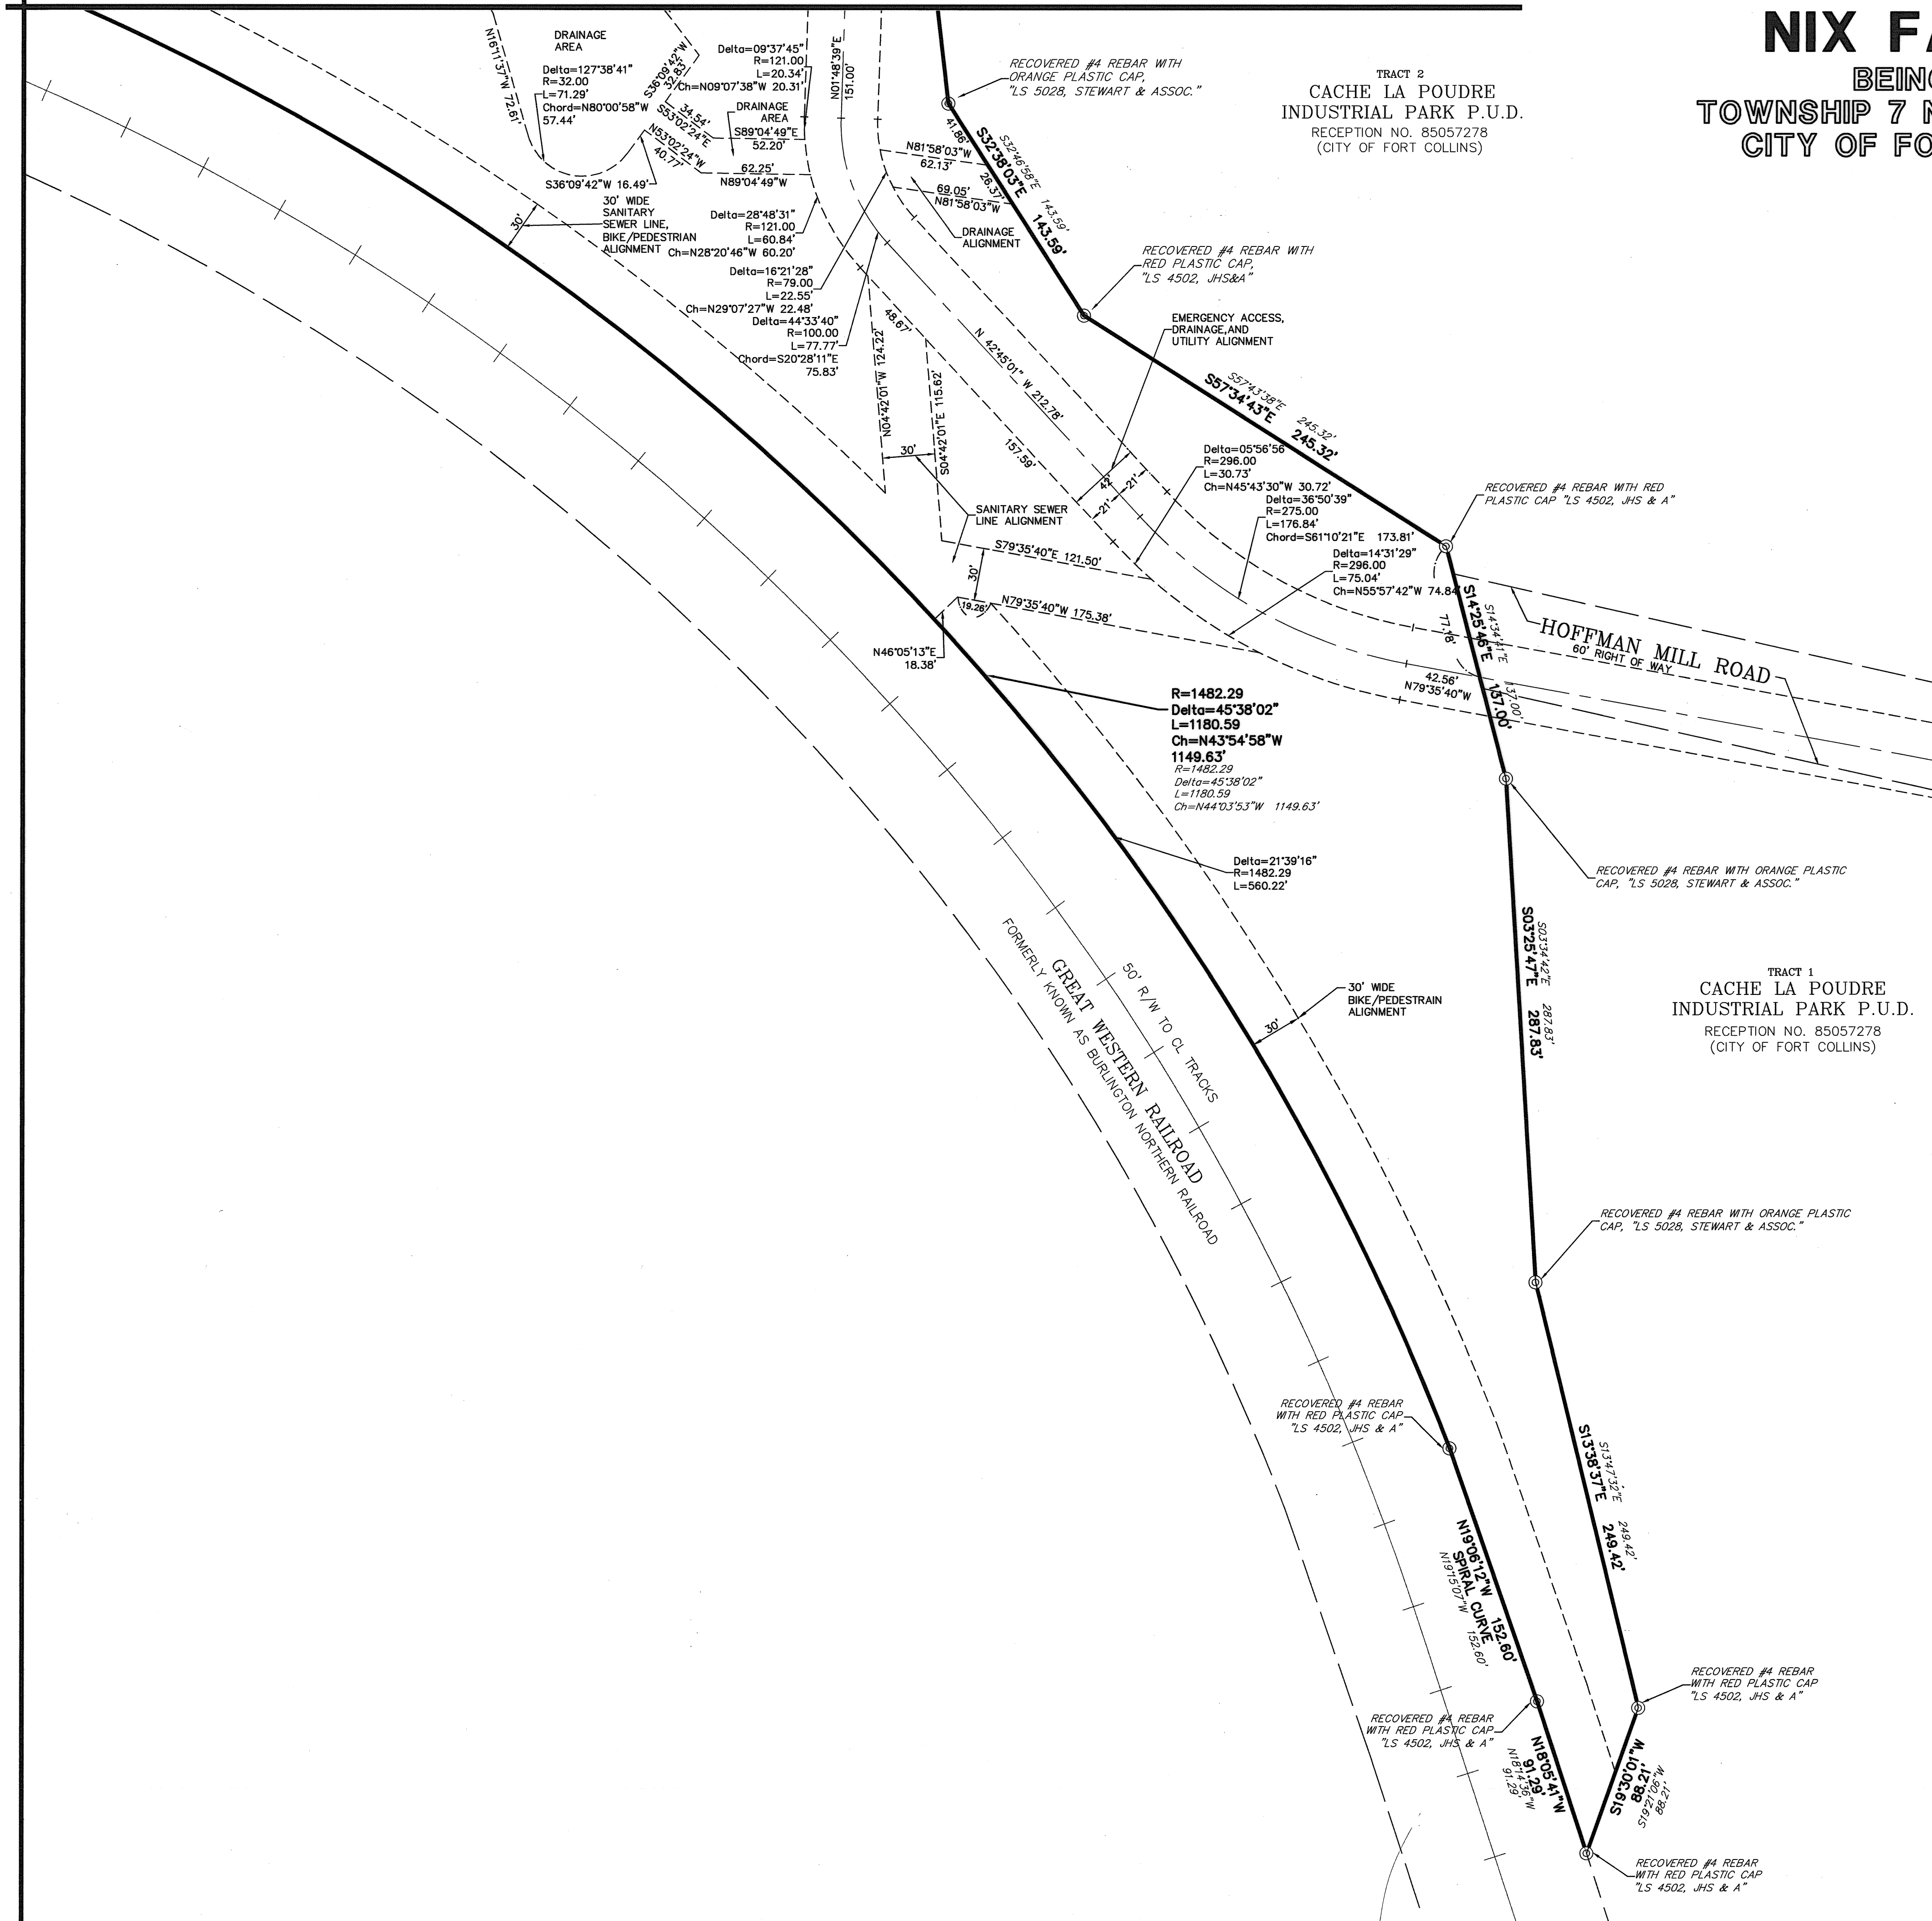 NIX FA
BEING
TOWNSHIP 7 N
CITY OF FO
DRAINAGE
AREA
N16°11'37"W 72.61'
Delta=127°38'41"
R=32.00
L=71.29'
Chord=N80°00'58"W
57.44'
S36°09'42"W
32.83'
34.54'
S53°02'24"E
N53°02'24"W
40.77'
S36°09'42"W 16.49'
Delta=09°37'45"
R=121.00
L=20.34'
Ch=N09°07'38"W 20.31'
DRAINAGE
AREA
S89°04'49"E
52.20'
62.25'
N89°04'49"W
N01°48'39"E
151.00'
30' WIDE
SANITARY
SEWER LINE,
BIKE/PEDESTRIAN
ALIGNMENT
30'
Delta=28°48'31"
R=121.00
L=60.84'
Ch=N28°20'46"W 60.20'
Delta=16°21'28"
R=79.00
L=22.55'
Ch=N29°07'27"W 22.48'
Delta=44°33'40"
R=100.00
L=77.77'
Chord=S20°28'11"E
75.83'
N81°58'03"W
62.13'
69.05'
N81°58'03"W
DRAINAGE
ALIGNMENT
41.86'
26.37'
S32°46'58"E 143.59'
S32°38'03"E 143.59'
RECOVERED #4 REBAR WITH
ORANGE PLASTIC CAP,
"LS 5028, STEWART & ASSOC."
TRACT 2
CACHE LA POUDRE
INDUSTRIAL PARK P.U.D.
RECEPTION NO. 85057278
(CITY OF FORT COLLINS)
RECOVERED #4 REBAR WITH
RED PLASTIC CAP,
"LS 4502, JHS&A"
EMERGENCY ACCESS,
DRAINAGE,AND
UTILITY ALIGNMENT
S57°43'38"E 245.32'
S57°34'43"E 245.32'
48.67'
N 42°45'01" W 212.78'
157.59'
N04°42'01"W 124.22'
S04°42'01"E 115.62'
30'
42'
21'
21'
SANITARY SEWER
LINE ALIGNMENT
Delta=05°56'56
R=296.00
L=30.73'
Ch=N45°43'30"W 30.72'
Delta=36°50'39"
R=275.00
L=176.84'
Chord=S61°10'21"E 173.81'
Delta=14°31'29"
R=296.00
L=75.04'
Ch=N55°57'42"W 74.84'
RECOVERED #4 REBAR WITH RED
PLASTIC CAP "LS 4502, JHS & A"
S79°35'40"E 121.50'
30'
19.26'
N79°35'40"W 175.38'
N46°05'13"E
18.38'
77.18'
S14°34'41"E 137.00'
S14°25'46"E 137.00'
HOFFMAN MILL ROAD
60' RIGHT OF WAY
42.56'
N79°35'40"W
R=1482.29
Delta=45°38'02"
L=1180.59
Ch=N43°54'58"W
1149.63'
R=1482.29
Delta=45°38'02"
L=1180.59
Ch=N44°03'53"W 1149.63'
Delta=21°39'16"
R=1482.29
L=560.22'
RECOVERED #4 REBAR WITH ORANGE PLASTIC
CAP, "LS 5028, STEWART & ASSOC."
S03°34'42"E 287.83'
S03°25'47"E 287.83'
TRACT 1
CACHE LA POUDRE
INDUSTRIAL PARK P.U.D.
RECEPTION NO. 85057278
(CITY OF FORT COLLINS)
30' WIDE
BIKE/PEDESTRIAN
ALIGNMENT
30'
50' R/W TO CL TRACKS
GREAT WESTERN RAILROAD
FORMERLY KNOWN AS BURLINGTON NORTHERN RAILROAD
RECOVERED #4 REBAR WITH ORANGE PLASTIC
CAP, "LS 5028, STEWART & ASSOC."
RECOVERED #4 REBAR
WITH RED PLASTIC CAP
"LS 4502, JHS & A"
S13°47'32"E 249.42'
S13°38'37"E 249.42'
N19°06'12"W 152.60'
SPIRAL CURVE
N19°15'07"W 152.60'
RECOVERED #4 REBAR
WITH RED PLASTIC CAP
"LS 4502, JHS & A"
RECOVERED #4 REBAR
WITH RED PLASTIC CAP
"LS 4502, JHS & A"
N18°05'41"W
91.29'
N18°14'36"W
91.29'
S19°30'01"W
88.21'
S19°21'06"W
88.21'
RECOVERED #4 REBAR
WITH RED PLASTIC CAP
"LS 4502, JHS & A"